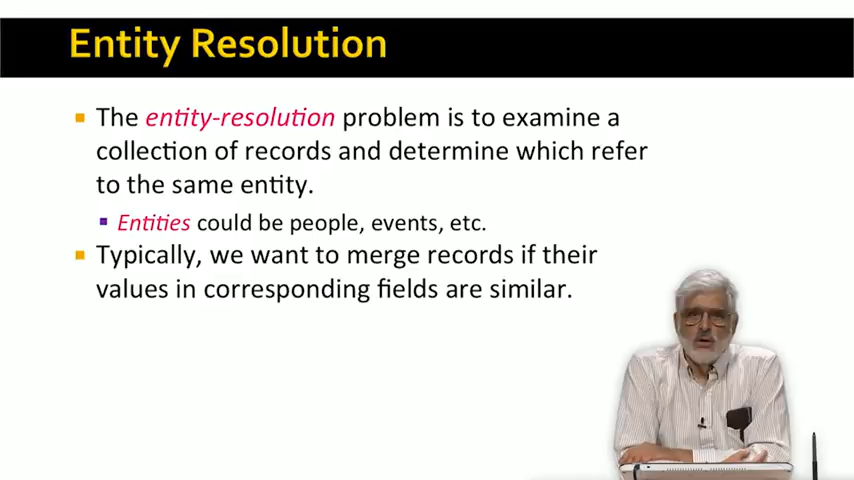 Entity Resolution
The entity-resolution problem is to examine a
collection of records and determine which refer
to the same entity.
Entities could be people, events, etc.
Typically, we want to merge records if their
values in corresponding fields are similar.